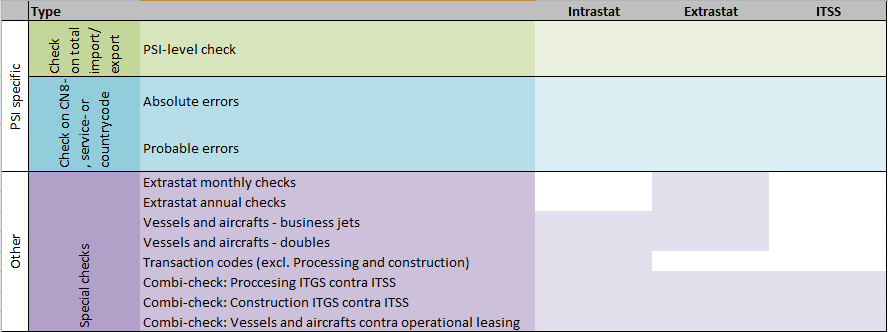 Type Intrastat Extrastat ITSS
PSI specific
Check
on total
import/
export
PSI-level check
Check on CN8-
, service- or
countrycode
Absolute errors
Probable errors
Other
Special checks
Extrastat monthly checks
Extrastat annual checks
Vessels and aircrafts - business jets
Vessels and aircrafts - doubles
Transaction codes (excl. Processing and construction)
Combi-check: Proccesing ITGS contra ITSS
Combi-check: Construction ITGS contra ITSS
Combi-check: Vessels and aircrafts contra operational leasing